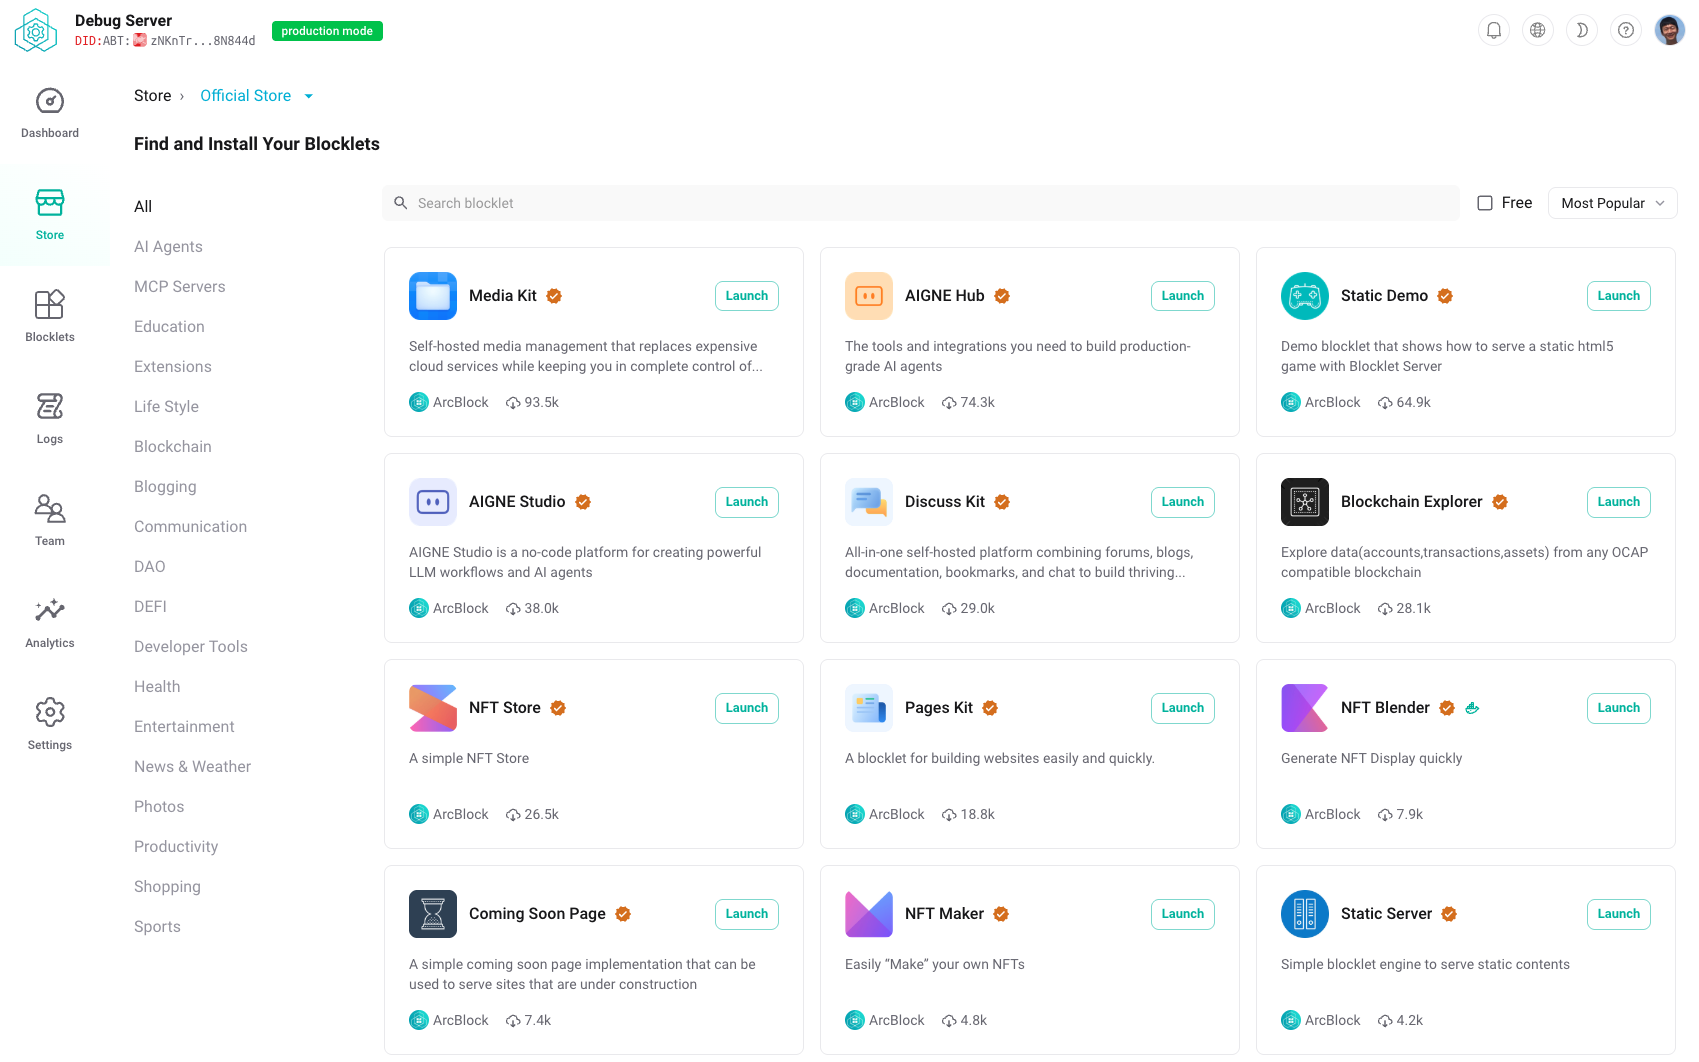 Debug Server
DID:ABT: zNKnTr...8N844d
production mode
Dashboard
Store
Blocklets
Logs
Team
Analytics
Settings
Store › Official Store
Find and Install Your Blocklets
All
AI Agents
MCP Servers
Education
Extensions
Life Style
Blockchain
Blogging
Communication
DAO
DEFI
Developer Tools
Health
Entertainment
News & Weather
Photos
Productivity
Shopping
Sports
Search blocklet
Free
Most Popular
Media Kit
Launch
Self-hosted media management that replaces expensive
cloud services while keeping you in complete control of...
ArcBlock 93.5k
AIGNE Hub
Launch
The tools and integrations you need to build production-
grade AI agents
ArcBlock 74.3k
Static Demo
Launch
Demo blocklet that shows how to serve a static html5
game with Blocklet Server
ArcBlock 64.9k
AIGNE Studio
Launch
AIGNE Studio is a no-code platform for creating powerful
LLM workflows and AI agents
ArcBlock 38.0k
Discuss Kit
Launch
All-in-one self-hosted platform combining forums, blogs,
documentation, bookmarks, and chat to build thriving...
ArcBlock 29.0k
Blockchain Explorer
Launch
Explore data(accounts,transactions,assets) from any OCAP
compatible blockchain
ArcBlock 28.1k
NFT Store
Launch
A simple NFT Store
ArcBlock 26.5k
Pages Kit
Launch
A blocklet for building websites easily and quickly.
ArcBlock 18.8k
NFT Blender
Launch
Generate NFT Display quickly
ArcBlock 7.9k
Coming Soon Page
Launch
A simple coming soon page implementation that can be
used to serve sites that are under construction
ArcBlock 7.4k
NFT Maker
Launch
Easily “Make” your own NFTs
ArcBlock 4.8k
Static Server
Launch
Simple blocklet engine to serve static contents
ArcBlock 4.2k